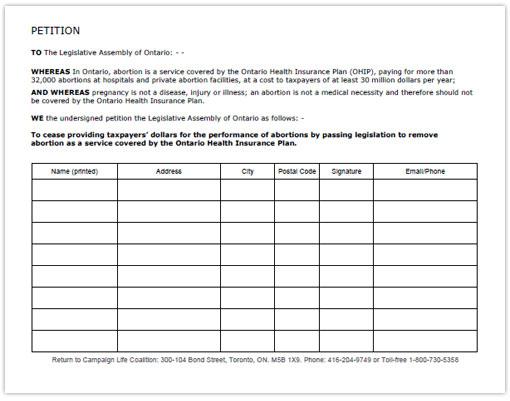 PETITION
TO The Legislative Assembly of Ontario: - -
WHEREAS In Ontario, abortion is a service covered by the Ontario Health Insurance Plan (OHIP), paying for more than
32,000 abortions at hospitals and private abortion facilities, at a cost to taxpayers of at least 30 million dollars per year;
AND WHEREAS pregnancy is not a disease, injury or illness; an abortion is not a medical necessity and therefore should not
be covered by the Ontario Health Insurance Plan.
WE the undersigned petition the Legislative Assembly of Ontario as follows: -
To cease providing taxpayers' dollars for the performance of abortions by passing legislation to remove
abortion as a service covered by the Ontario Health Insurance Plan.
Name (printed) Address City Postal Code Signature Email/Phone
Return to Campaign Life Coalition: 300-104 Bond Street, Toronto, ON. M5B 1X9. Phone: 416-204-9749 or Toll-free 1-800-730-5358